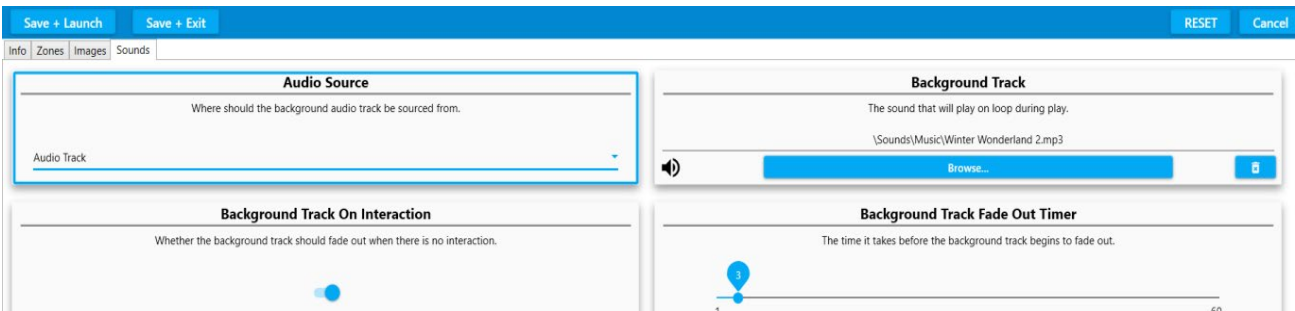 Save + Launch Save + Exit RESET Cancel
Info Zones Images Sounds
Audio Source
Where should the background audio track be sourced from.
Audio Track
Background Track
The sound that will play on loop during play.
\Sounds\Music\Winter Wonderland 2.mp3
Browse...
Background Track On Interaction
Whether the background track should fade out when there is no interaction.
Background Track Fade Out Timer
The time it takes before the background track begins to fade out.
3